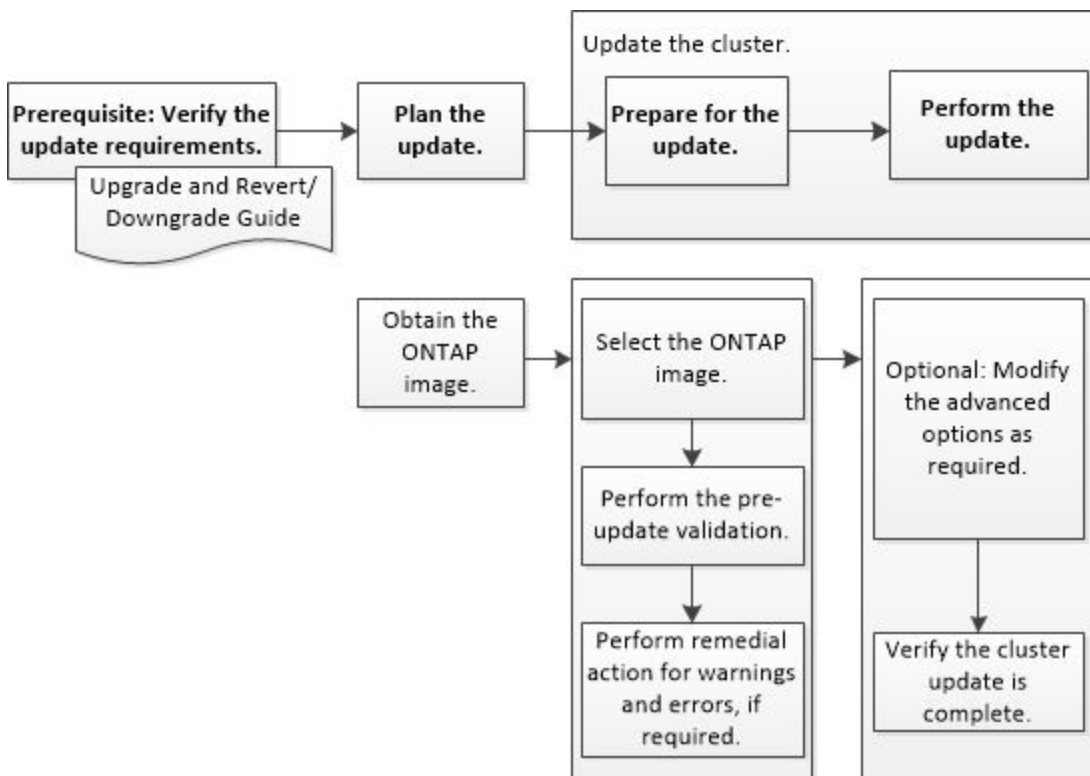 Update the cluster.
Prerequisite: Verify the
update requirements.
Upgrade and Revert/
Downgrade Guide
Plan the
update.
Prepare for the
update.
Perform the
update.
Obtain the
ONTAP
image.
Select the ONTAP
image.
Perform the pre-
update validation.
Perform remedial
action for warnings
and errors, if
required.
Optional: Modify
the advanced
options as
required.
Verify the cluster
update is
complete.